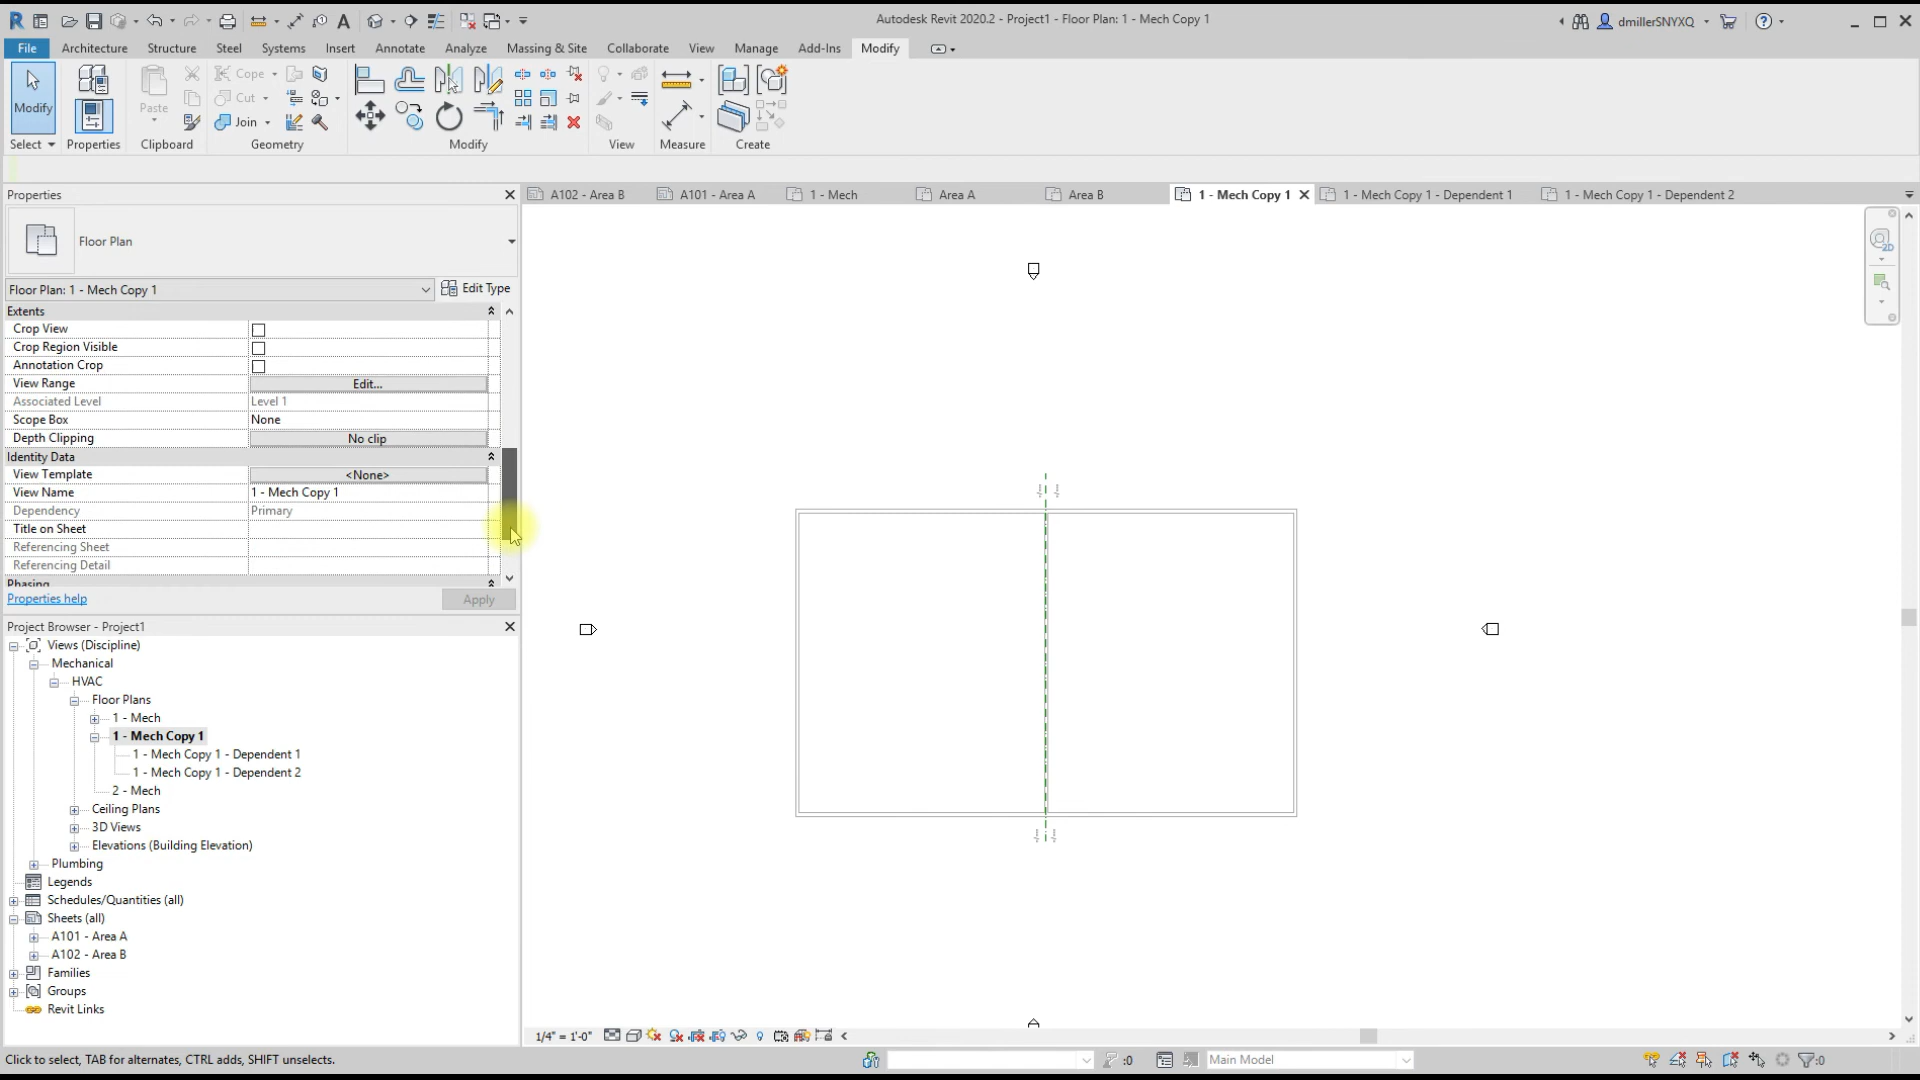 Autodesk Revit 2020.2 - Project1 - Floor Plan: 1 - Mech Copy 1
dmillerSNYXQ
File Architecture Structure Steel Systems Insert Annotate Analyze Massing & Site Collaborate View Manage Add-Ins Modify
Modify
Paste
Cope
Cut
Join
Select Properties Clipboard Geometry Modify View Measure Create
Properties
A102 - Area B
A101 - Area A
1 - Mech
Area A
Area B
1 - Mech Copy 1
1 - Mech Copy 1 - Dependent 1
1 - Mech Copy 1 - Dependent 2
Floor Plan
Floor Plan: 1 - Mech Copy 1
Edit Type
Extents
Crop View
Crop Region Visible
Annotation Crop
View Range Edit...
Associated Level Level 1
Scope Box None
Depth Clipping No clip
Identity Data
View Template <None>
View Name 1 - Mech Copy 1
Dependency Primary
Title on Sheet
Referencing Sheet
Referencing Detail
Phasing
Properties help Apply
Project Browser - Project1
Views (Discipline)
Mechanical
HVAC
Floor Plans
1 - Mech
1 - Mech Copy 1
1 - Mech Copy 1 - Dependent 1
1 - Mech Copy 1 - Dependent 2
2 - Mech
Ceiling Plans
3D Views
Elevations (Building Elevation)
Plumbing
Legends
Schedules/Quantities (all)
Sheets (all)
A101 - Area A
A102 - Area B
Families
Groups
Revit Links
2D
1/4" = 1'-0"
Click to select, TAB for alternates, CTRL adds, SHIFT unselects.
:0
Main Model
:0